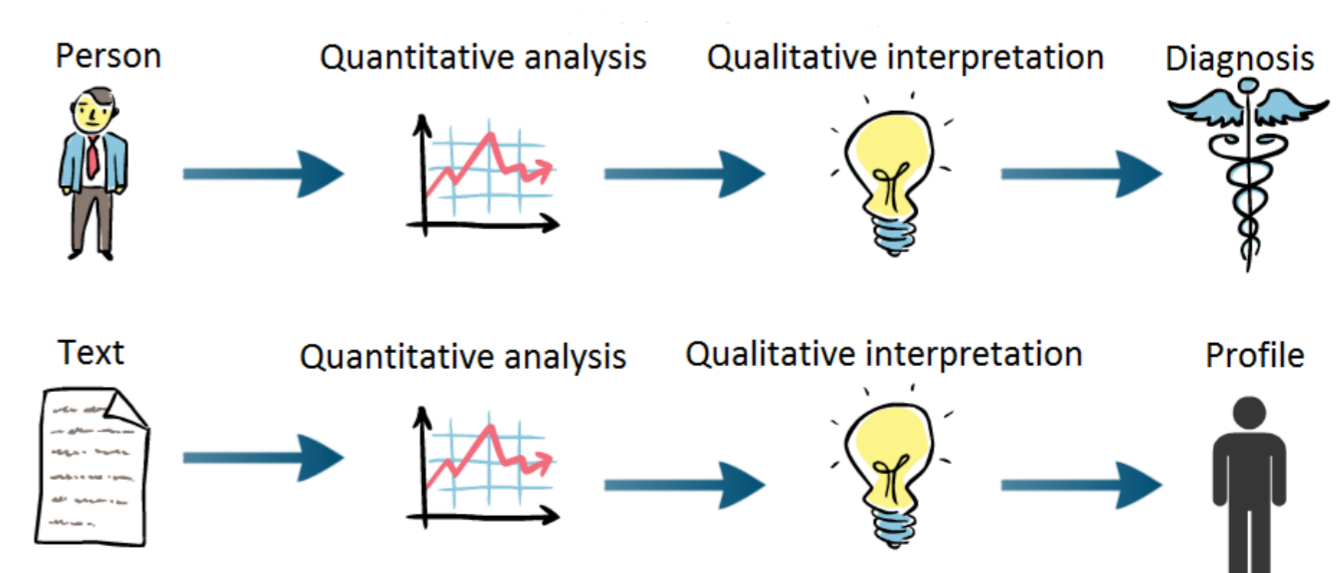 Person
Quantitative analysis
Qualitative interpretation
Diagnosis
Text
Quantitative analysis
Qualitative interpretation
Profile